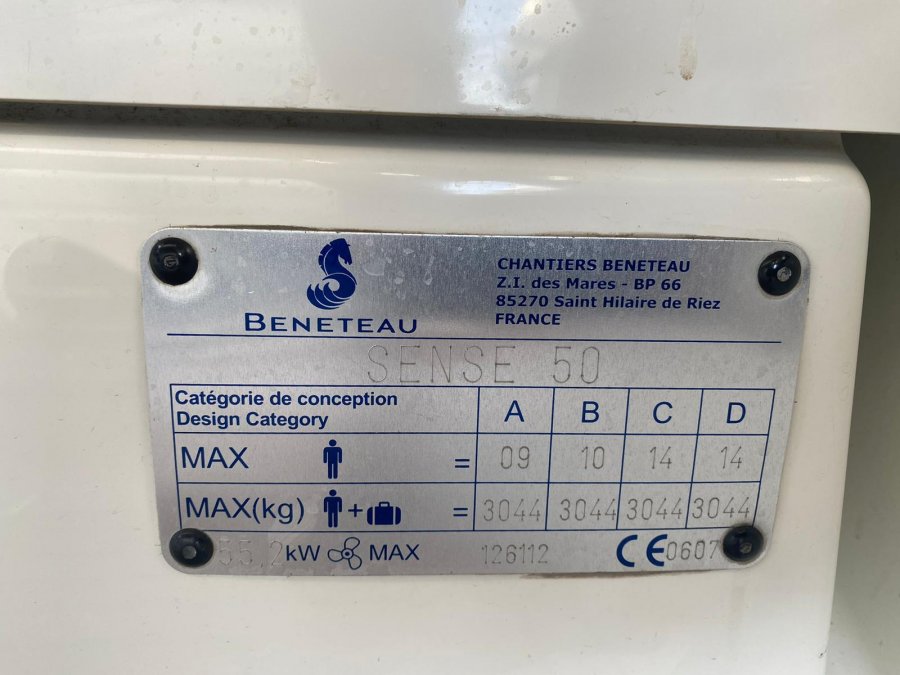 BENETEAU
CHANTIERS BENETEAU
Z.I. des Mares - BP 66
85270 Saint Hilaire de Riez
FRANCE
SENSE 50
Catégorie de conception
Design Category A B C D
MAX = 09 10 14 14
MAX(kg) + = 3044 3044 3044 3044
55,2 kW MAX 126112 CE 0607